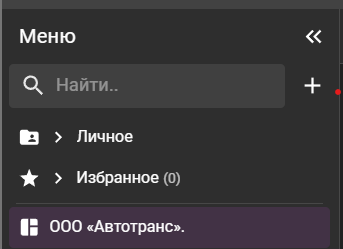 Меню
Найти..
Личное
Избранное (0)
ООО «Автотранс».